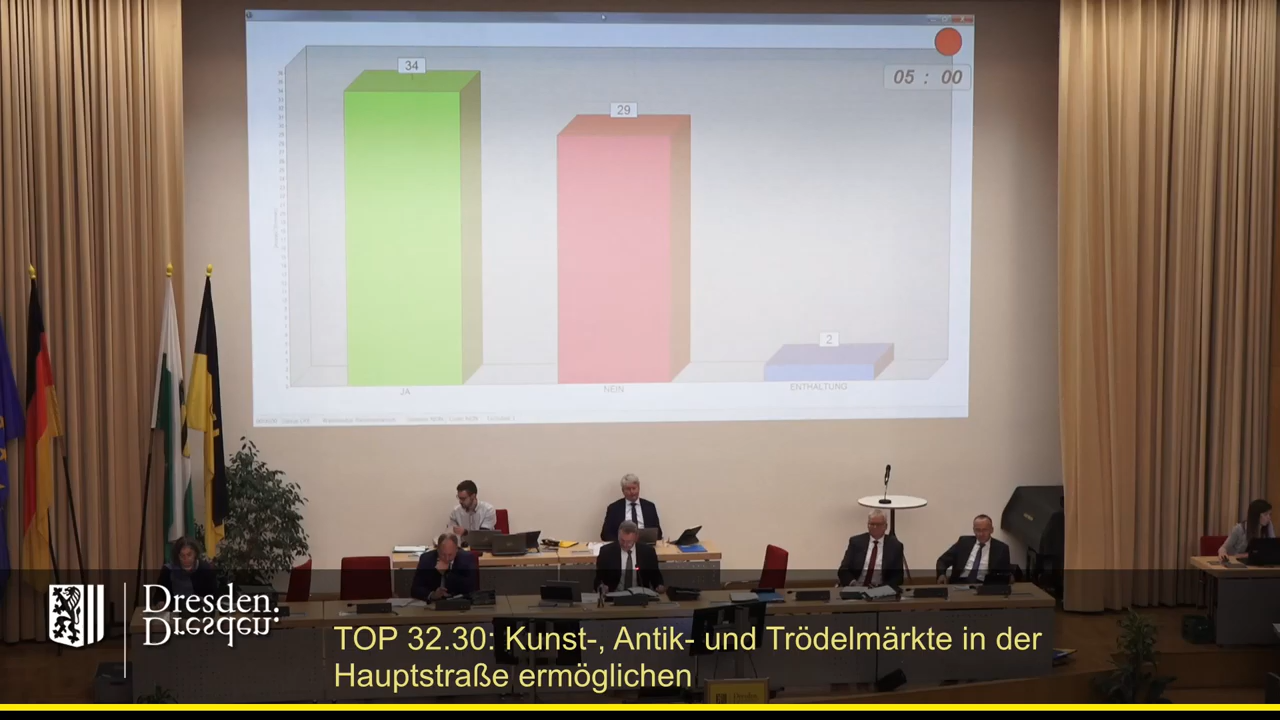 34
05 : 00
29
2
JA
NEIN
ENTHALTUNG
Dresden.
Dresden.
TOP 32.30: Kunst-, Antik- und Trödelmärkte in der
Hauptstraße ermöglichen